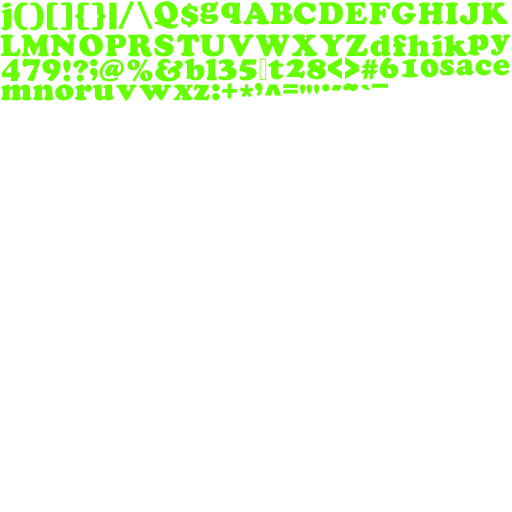 j()[]{}|/\Q$gqABCDEFGHIJK
LMNOPRSTUVWXYZdfhikpy
479!?;@%&bl35t28<>#610sace
mnoruvwxz:+*’^=",.-~`_